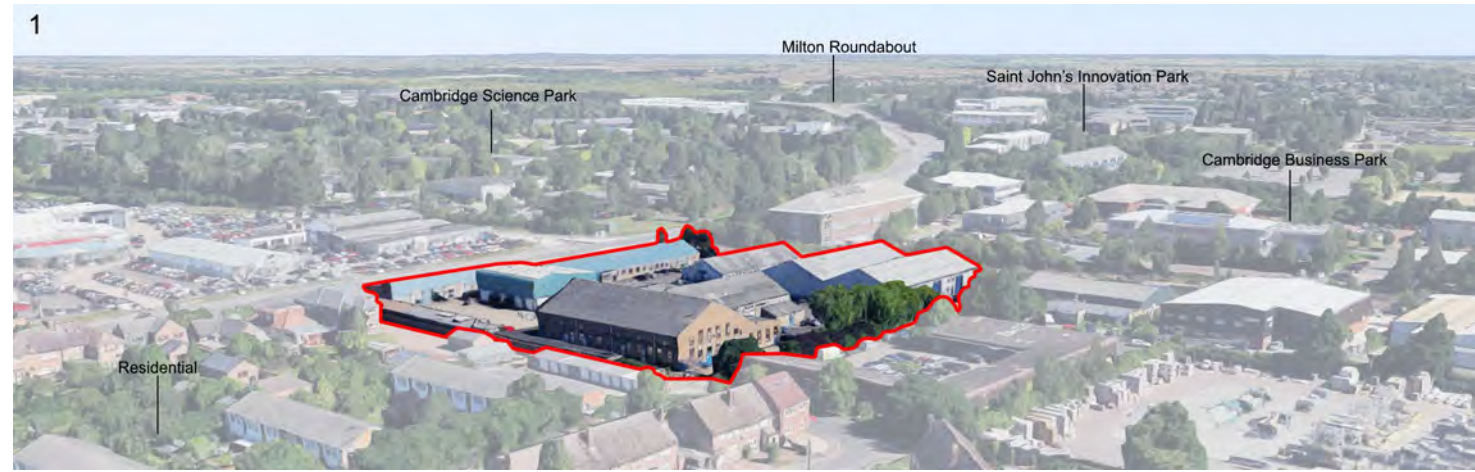 1
Milton Roundabout
Saint John's Innovation Park
Cambridge Science Park
Cambridge Business Park
Residential